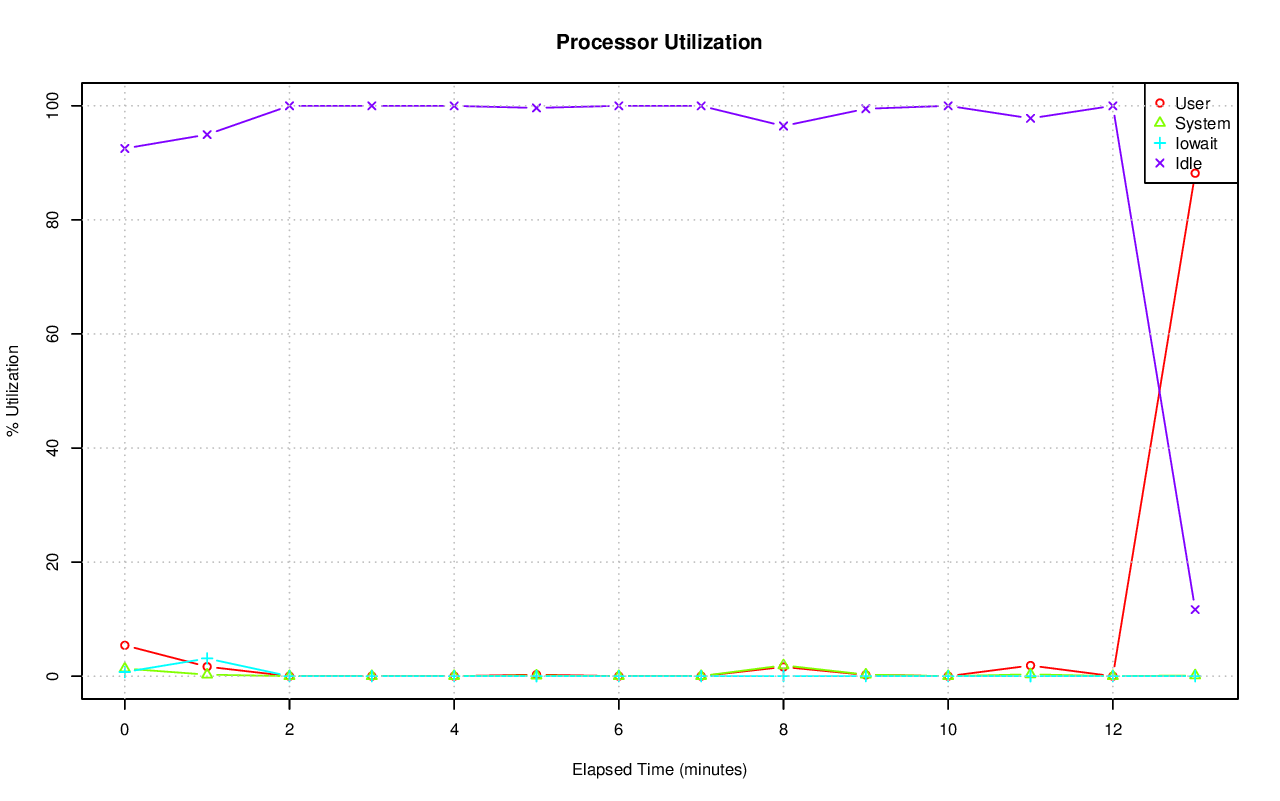 Processor Utilization
% Utilization
100
80
60
40
20
0
User
System
Iowait
Idle
0 2 4 6 8 10 12
Elapsed Time (minutes)